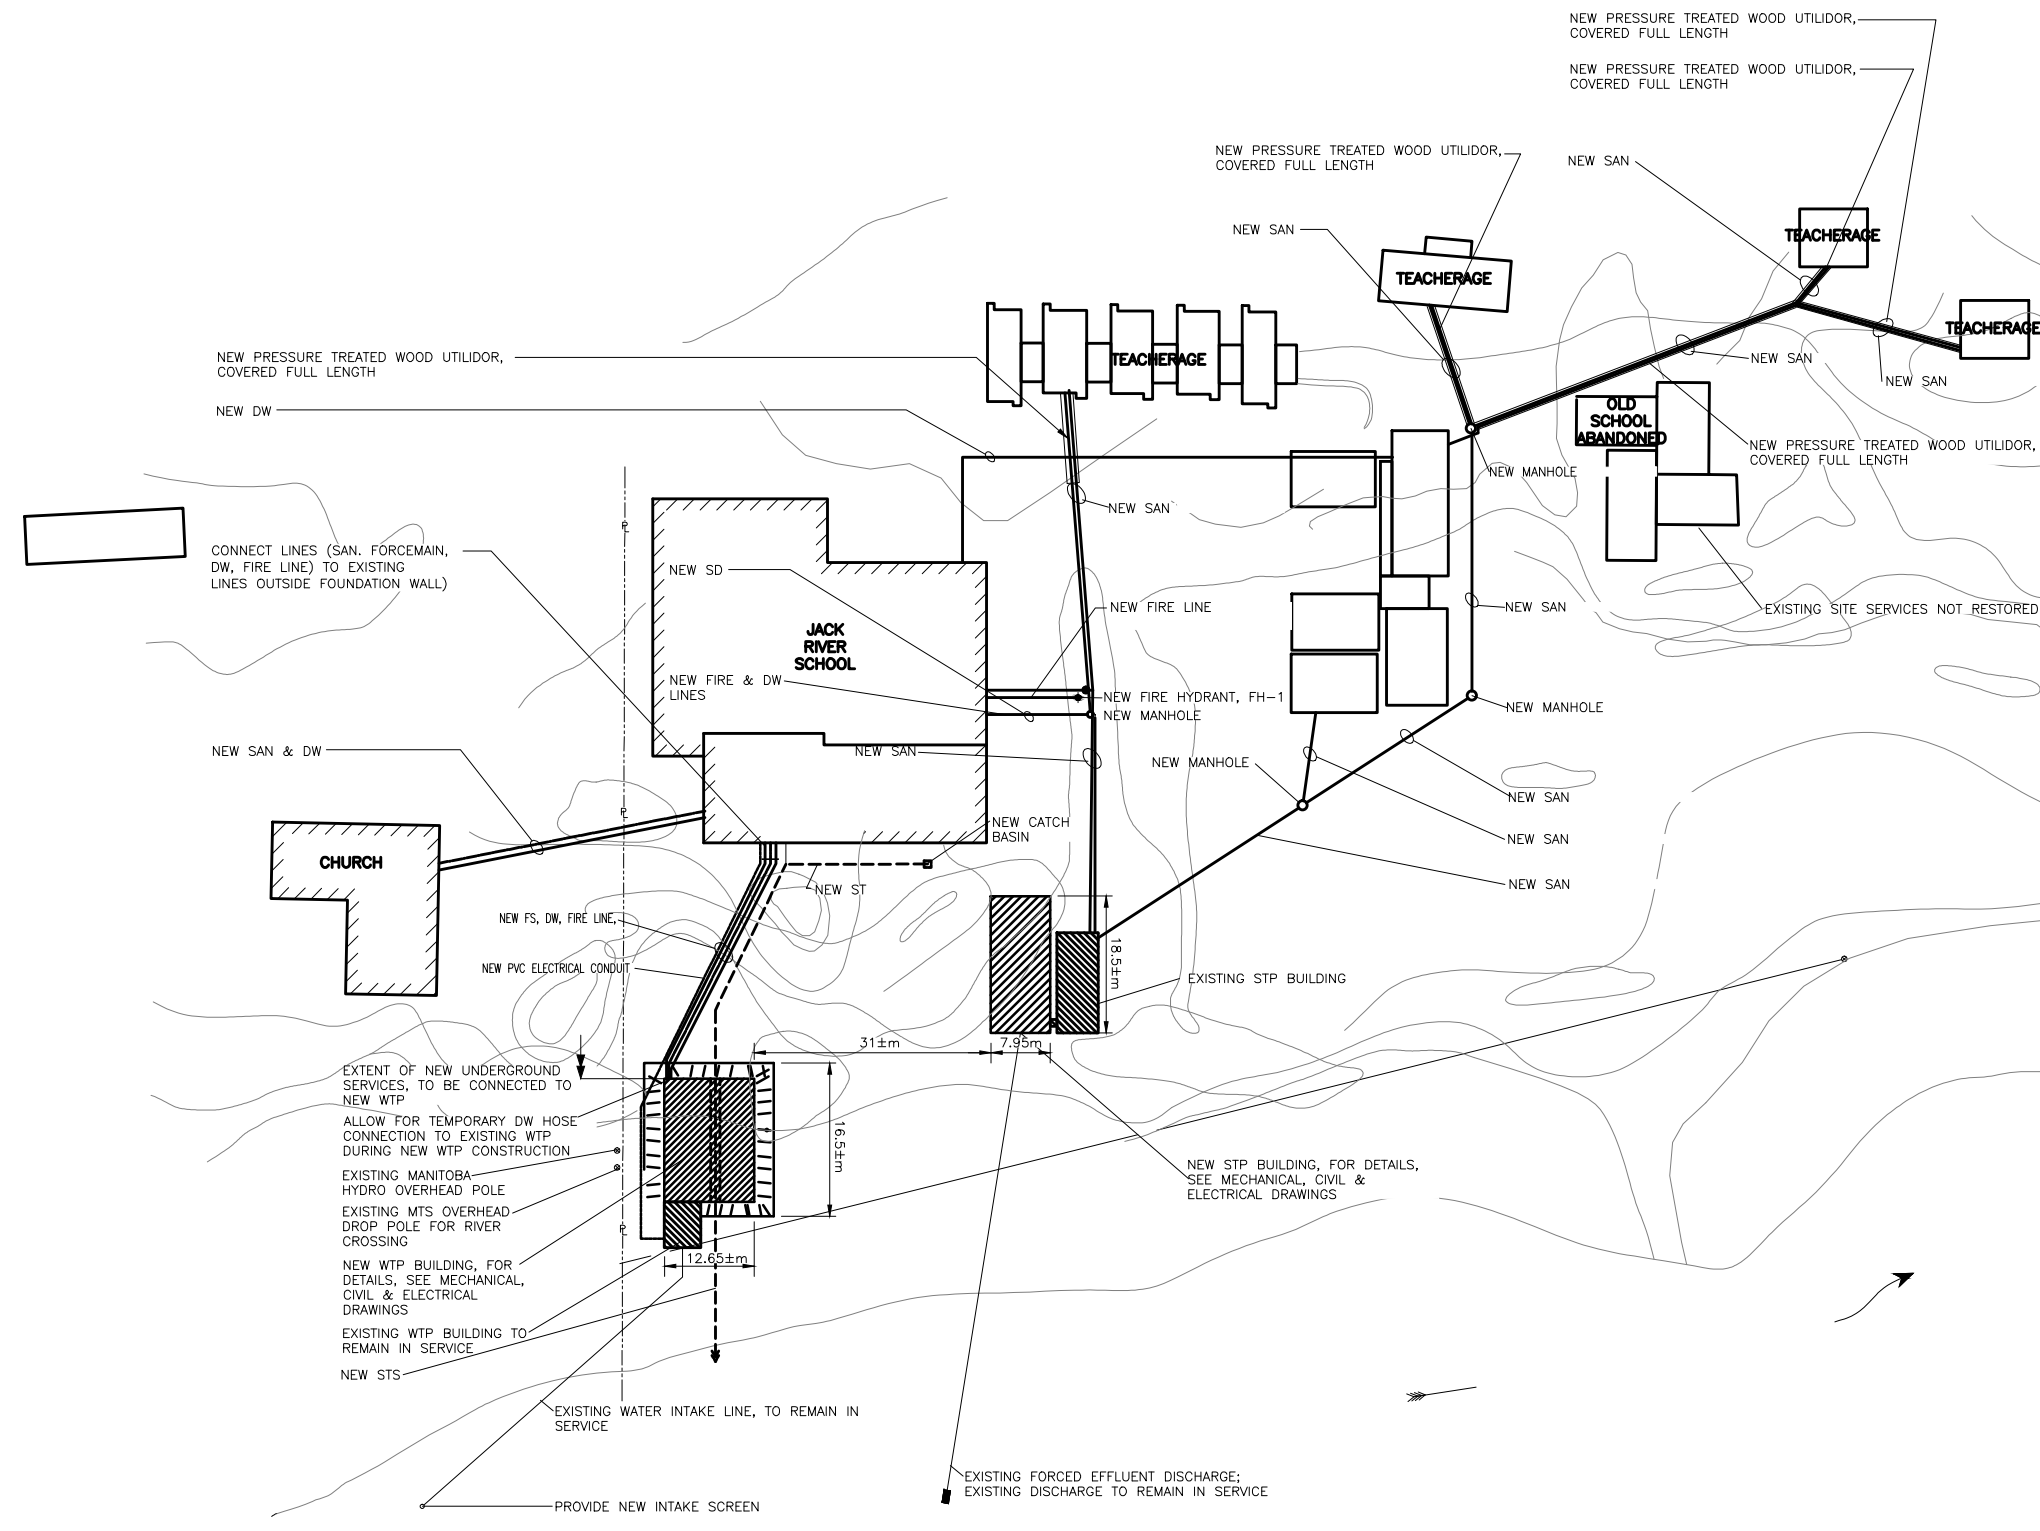 NEW PRESSURE TREATED WOOD UTILIDOR,
COVERED FULL LENGTH
NEW PRESSURE TREATED WOOD UTILIDOR,
COVERED FULL LENGTH
NEW PRESSURE TREATED WOOD UTILIDOR,
COVERED FULL LENGTH
NEW SAN
NEW SAN
TEACHERAGE
TEACHERAGE
TEACHERAGE
NEW PRESSURE TREATED WOOD UTILIDOR,
COVERED FULL LENGTH
TEACHERAGE
NEW SAN
NEW SAN
NEW DW
OLD
SCHOOL
ABANDONED
NEW PRESSURE TREATED WOOD UTILIDOR,
COVERED FULL LENGTH
NEW MANHOLE
NEW SAN
PL
CONNECT LINES (SAN. FORCEMAIN,
DW, FIRE LINE) TO EXISTING
LINES OUTSIDE FOUNDATION WALL)
NEW SD
NEW FIRE LINE
NEW SAN
EXISTING SITE SERVICES NOT RESTORED
JACK
RIVER
SCHOOL
NEW FIRE & DW
LINES
NEW FIRE HYDRANT, FH-1
NEW MANHOLE
NEW MANHOLE
NEW SAN & DW
NEW SAN
NEW MANHOLE
NEW SAN
PL
NEW CATCH
BASIN
NEW SAN
CHURCH
NEW ST
NEW SAN
NEW FS, DW, FIRE LINE,
NEW PVC ELECTRICAL CONDUIT
18.5±m
EXISTING STP BUILDING
31±m
7.95m
EXTENT OF NEW UNDERGROUND
SERVICES, TO BE CONNECTED TO
NEW WTP
ALLOW FOR TEMPORARY DW HOSE
CONNECTION TO EXISTING WTP
DURING NEW WTP CONSTRUCTION
16.5±m
EXISTING MANITOBA
HYDRO OVERHEAD POLE
NEW STP BUILDING, FOR DETAILS,
SEE MECHANICAL, CIVIL &
ELECTRICAL DRAWINGS
EXISTING MTS OVERHEAD
DROP POLE FOR RIVER
CROSSING
PL
12.65±m
NEW WTP BUILDING, FOR
DETAILS, SEE MECHANICAL,
CIVIL & ELECTRICAL
DRAWINGS
EXISTING WTP BUILDING TO
REMAIN IN SERVICE
NEW STS
EXISTING WATER INTAKE LINE, TO REMAIN IN
SERVICE
EXISTING FORCED EFFLUENT DISCHARGE;
EXISTING DISCHARGE TO REMAIN IN SERVICE
PROVIDE NEW INTAKE SCREEN